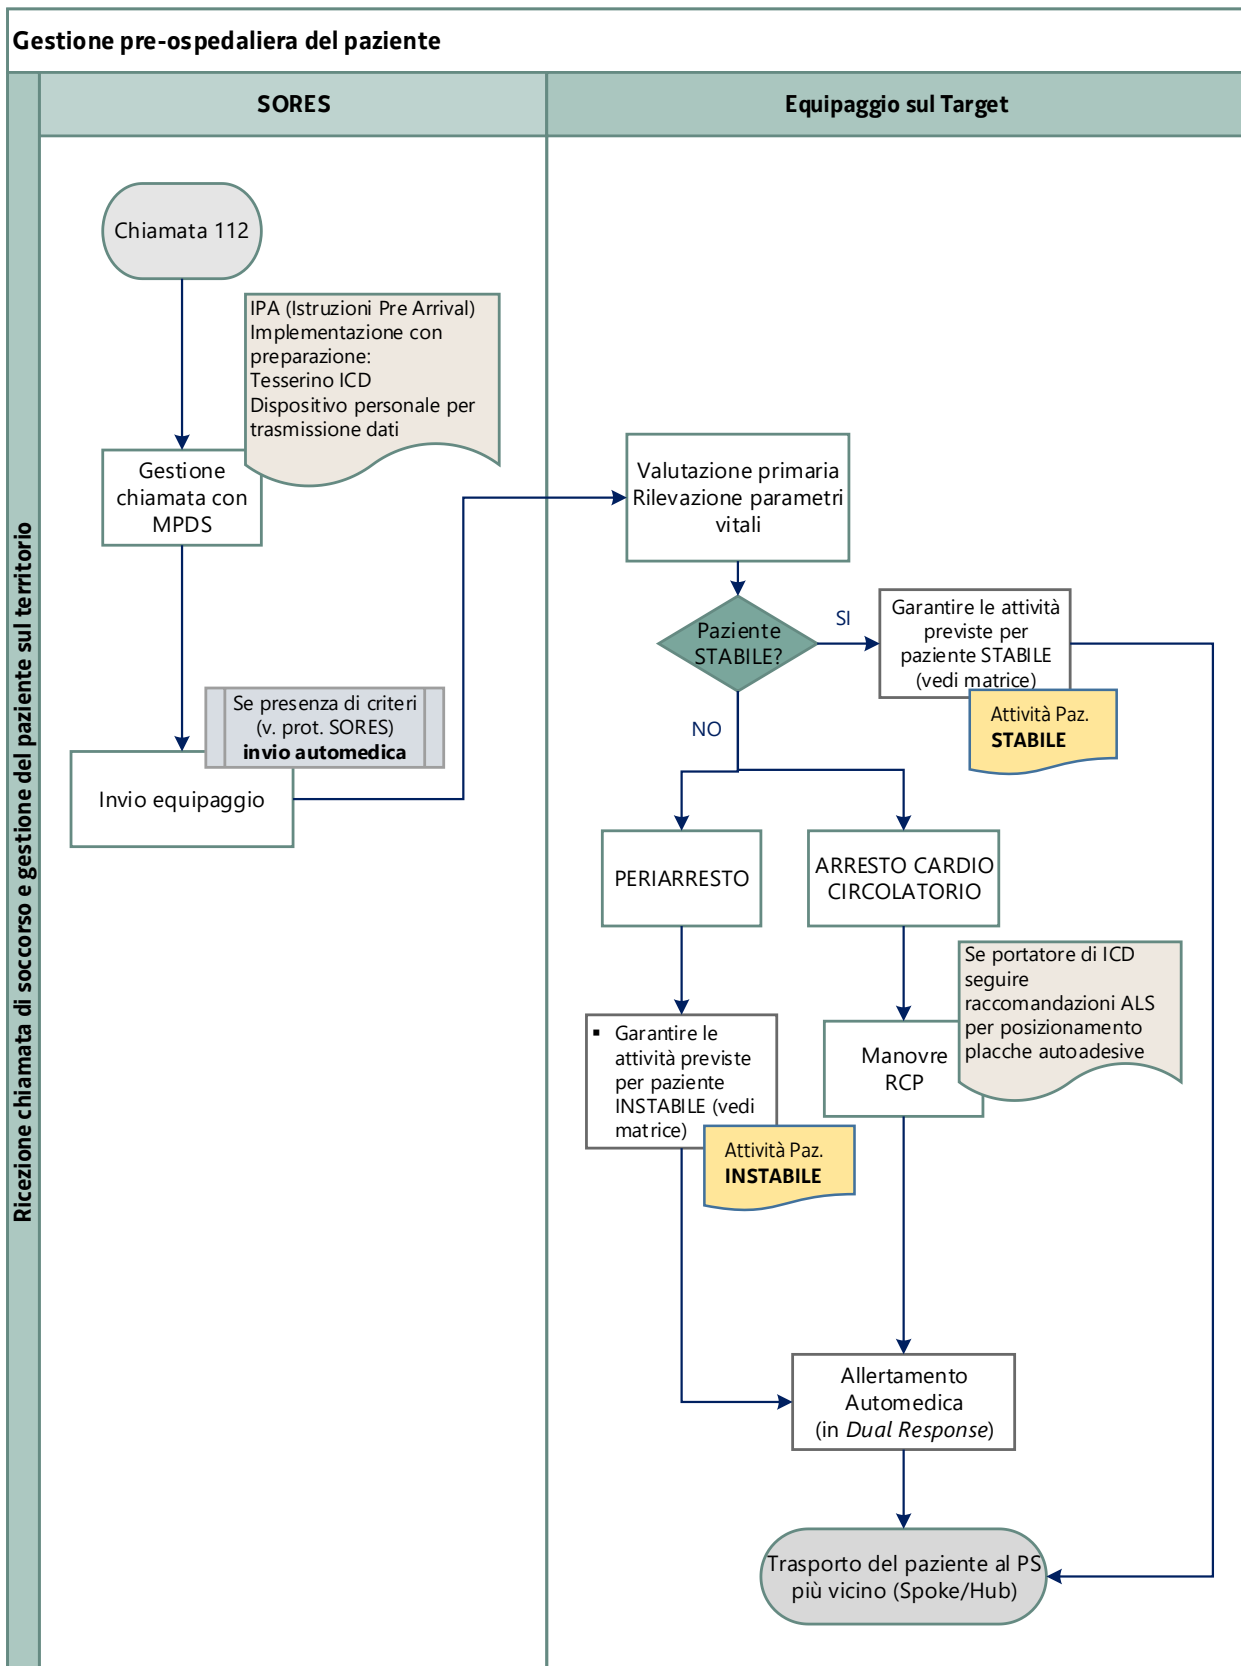 Gestione pre-ospedaliera del paziente
SORES
Equipaggio sul Target
Ricezione chiamata di soccorso e gestione del paziente sul territorio
Chiamata 112
IPA (Istruzioni Pre Arrival)
Implementazione con
preparazione:
Tesserino ICD
Dispositivo personale per
trasmissione dati
Gestione
chiamata con
MPDS
Se presenza di criteri
(v. prot. SORES)
invio automedica
Invio equipaggio
Valutazione primaria
Rilevazione parametri
vitali
Paziente
STABILE?
SI
Garantire le attività
previste per
paziente STABILE
(vedi matrice)
Attività Paz.
STABILE
NO
PERIARRESTO
ARRESTO CARDIO
CIRCOLATORIO
Se portatore di ICD
seguire
raccomandazioni ALS
per posizionamento
placche autoadesive
▪ Garantire le
attività previste
per paziente
INSTABILE (vedi
matrice)
Attività Paz.
INSTABILE
Manovre
RCP
Allertamento
Automedica
(in Dual Response)
Trasporto del paziente al PS
più vicino (Spoke/Hub)